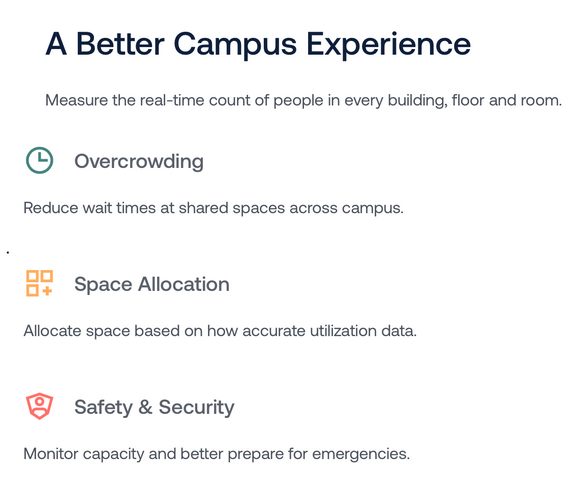 A Better Campus Experience
Measure the real-time count of people in every building, floor and room.
Overcrowding
Reduce wait times at shared spaces across campus.
.
Space Allocation
Allocate space based on how accurate utilization data.
Safety & Security
Monitor capacity and better prepare for emergencies.